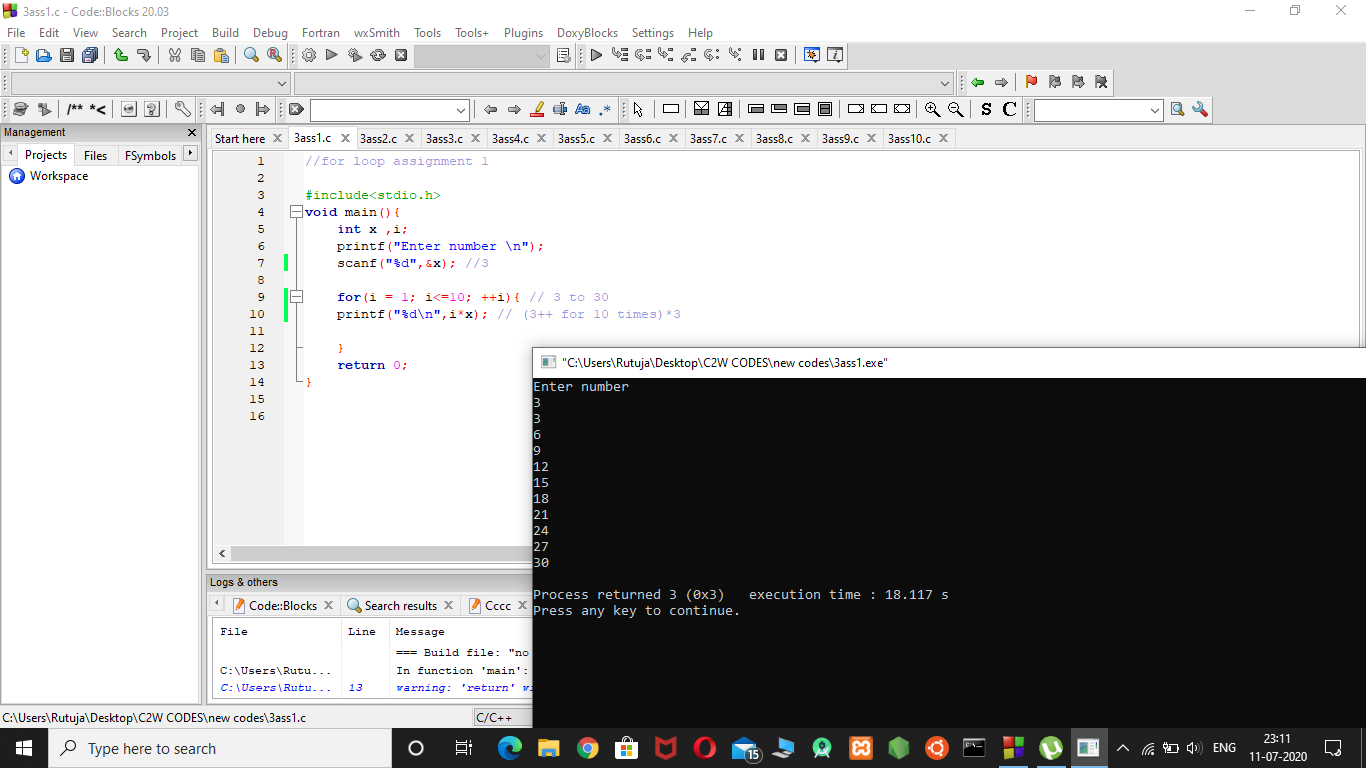 3ass1.c - Code::Blocks 20.03
File Edit View Search Project Build Debug Fortran wxSmith Tools Tools+ Plugins DoxyBlocks Settings Help
/** *<
Aa .*
S C
Management
Projects Files FSymbols
Workspace
Start here 3ass1.c 3ass2.c 3ass3.c 3ass4.c 3ass5.c 3ass6.c 3ass7.c 3ass8.c 3ass9.c 3ass10.c
1 //for loop assignment 1
2
3 #include<stdio.h>
4 void main(){
5 int x ,i;
6 printf("Enter number \n");
7 scanf("%d",&x); //3
8
9 for(i = 1; i<=10; ++i){ // 3 to 30
10 printf("%d\n",i*x); // (3++ for 10 times)*3
11
12 }
13 return 0;
14 }
15
16
"C:\Users\Rutuja\Desktop\C2W CODES\new codes\3ass1.exe"
Enter number
3
3
6
9
12
15
18
21
24
27
30
Process returned 3 (0x3) execution time : 18.117 s
Press any key to continue.
Logs & others
Code::Blocks Search results Cccc
File Line Message
=== Build file: "no
C:\Users\Rutu... In function 'main':
C:\Users\Rutu... 13 warning: 'return' wi
C:\Users\Rutuja\Desktop\C2W CODES\new codes\3ass1.c C/C++
Type here to search
15
ENG
23:11
11-07-2020